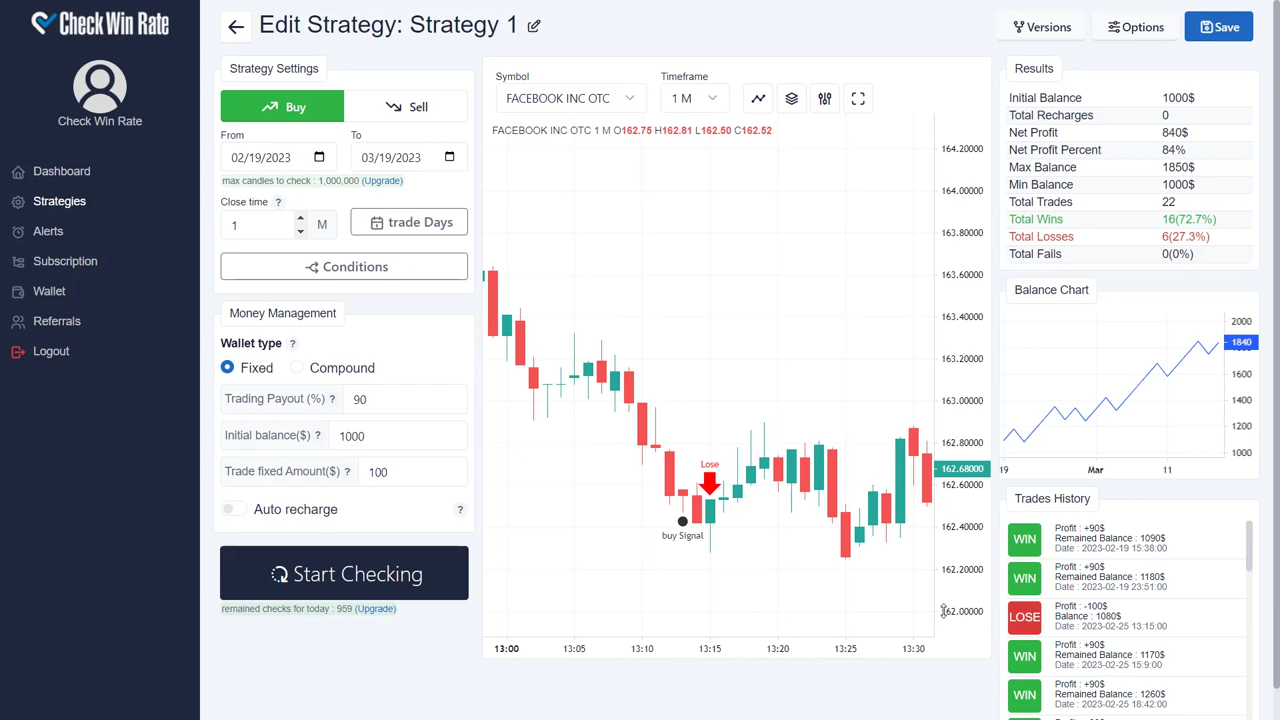 Check Win Rate
Check Win Rate
Dashboard
Strategies
Alerts
Subscription
Wallet
Referrals
Logout
Edit Strategy: Strategy 1
Versions
Options
Save
Strategy Settings
Buy
Sell
From
To
02/19/2023
03/19/2023
max candles to check : 1,000,000 (Upgrade)
Close time ?
1
M
trade Days
Conditions
Money Management
Wallet type ?
Fixed
Compound
Trading Payout (%) ? 90
Initial balance($) ? 1000
Trade fixed Amount($) ? 100
Auto recharge
?
Start Checking
remained checks for today : 959 (Upgrade)
Symbol
Timeframe
FACEBOOK INC OTC
1 M
FACEBOOK INC OTC 1 M O162.75 H162.81 L162.50 C162.52
164.20000
164.00000
163.80000
163.60000
163.40000
163.20000
163.00000
162.80000
162.68000
162.60000
162.40000
162.20000
162.00000
Lose
buy Signal
13:00
13:05
13:10
13:15
13:20
13:25
13:30
Results
Initial Balance 1000$
Total Recharges 0
Net Profit 840$
Net Profit Percent 84%
Max Balance 1850$
Min Balance 1000$
Total Trades 22
Total Wins 16(72.7%)
Total Losses 6(27.3%)
Total Fails 0(0%)
Balance Chart
2000
1840
1600
1400
1200
1000
19
Mar
11
Trades History
WIN
Profit : +90$
Remained Balance : 1090$
Date : 2023-02-19 15:38:00
WIN
Profit : +90$
Remained Balance : 1180$
Date : 2023-02-19 23:51:00
LOSE
Profit : -100$
Balance : 1080$
Date : 2023-02-25 13:15:00
WIN
Profit : +90$
Remained Balance : 1170$
Date : 2023-02-25 15:9:00
WIN
Profit : +90$
Remained Balance : 1260$
Date : 2023-02-25 18:42:00